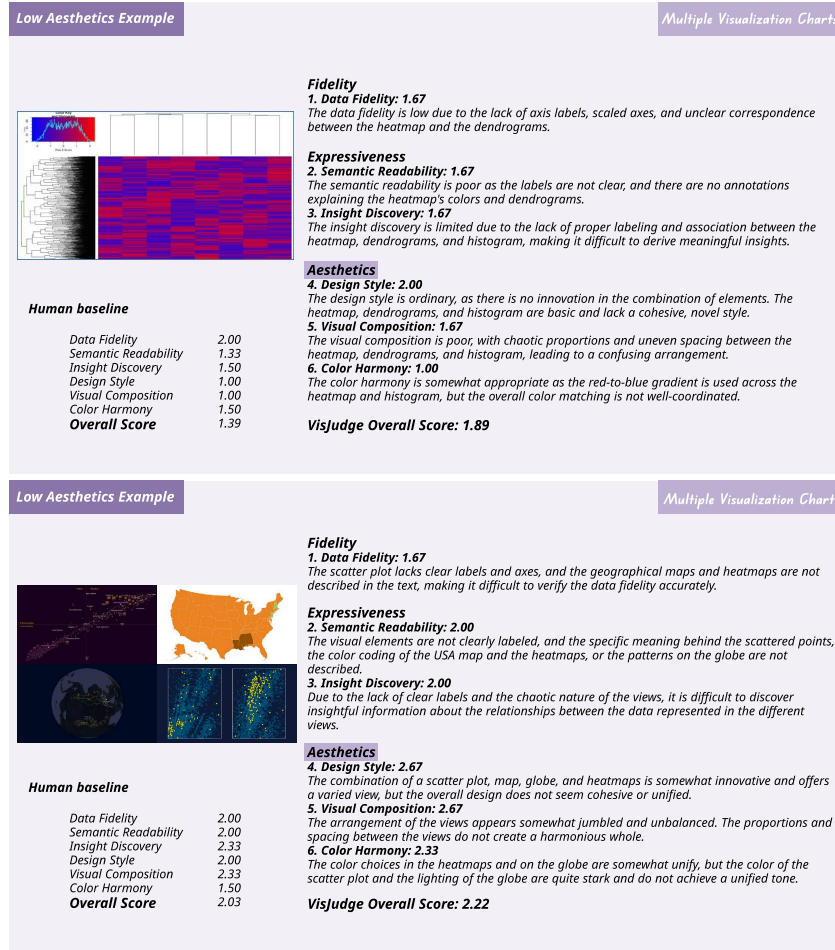 Low Aesthetics Example
Multiple Visualization Charts
Fidelity
1. Data Fidelity: 1.67
The data fidelity is low due to the lack of axis labels, scaled axes, and unclear correspondence
between the heatmap and the dendrograms.
Expressiveness
2. Semantic Readability: 1.67
The semantic readability is poor as the labels are not clear, and there are no annotations
explaining the heatmap's colors and dendrograms.
3. Insight Discovery: 1.67
The insight discovery is limited due to the lack of proper labeling and association between the
heatmap, dendrograms, and histogram, making it difficult to derive meaningful insights.
Aesthetics
4. Design Style: 2.00
The design style is ordinary, as there is no innovation in the combination of elements. The
heatmap, dendrograms, and histogram are basic and lack a cohesive, novel style.
5. Visual Composition: 1.67
The visual composition is poor, with chaotic proportions and uneven spacing between the
heatmap, dendrograms, and histogram, leading to a confusing arrangement.
6. Color Harmony: 1.00
The color harmony is somewhat appropriate as the red-to-blue gradient is used across the
heatmap and histogram, but the overall color matching is not well-coordinated.
VisJudge Overall Score: 1.89
Human baseline
Data Fidelity 2.00
Semantic Readability 1.33
Insight Discovery 1.50
Design Style 1.00
Visual Composition 1.00
Color Harmony 1.50
Overall Score 1.39
Low Aesthetics Example
Multiple Visualization Chart
Fidelity
1. Data Fidelity: 1.67
The scatter plot lacks clear labels and axes, and the geographical maps and heatmaps are not
described in the text, making it difficult to verify the data fidelity accurately.
Expressiveness
2. Semantic Readability: 2.00
The visual elements are not clearly labeled, and the specific meaning behind the scattered points,
the color coding of the USA map and the heatmaps, or the patterns on the globe are not
described.
3. Insight Discovery: 2.00
Due to the lack of clear labels and the chaotic nature of the views, it is difficult to discover
insightful information about the relationships between the data represented in the different
views.
Aesthetics
4. Design Style: 2.67
The combination of a scatter plot, map, globe, and heatmaps is somewhat innovative and offers
a varied view, but the overall design does not seem cohesive or unified.
5. Visual Composition: 2.67
The arrangement of the views appears somewhat jumbled and unbalanced. The proportions and
spacing between the views do not create a harmonious whole.
6. Color Harmony: 2.33
The color choices in the heatmaps and on the globe are somewhat unify, but the color of the
scatter plot and the lighting of the globe are quite stark and do not achieve a unified tone.
VisJudge Overall Score: 2.22
Human baseline
Data Fidelity 2.00
Semantic Readability 2.00
Insight Discovery 2.33
Design Style 2.00
Visual Composition 2.33
Color Harmony 1.50
Overall Score 2.03